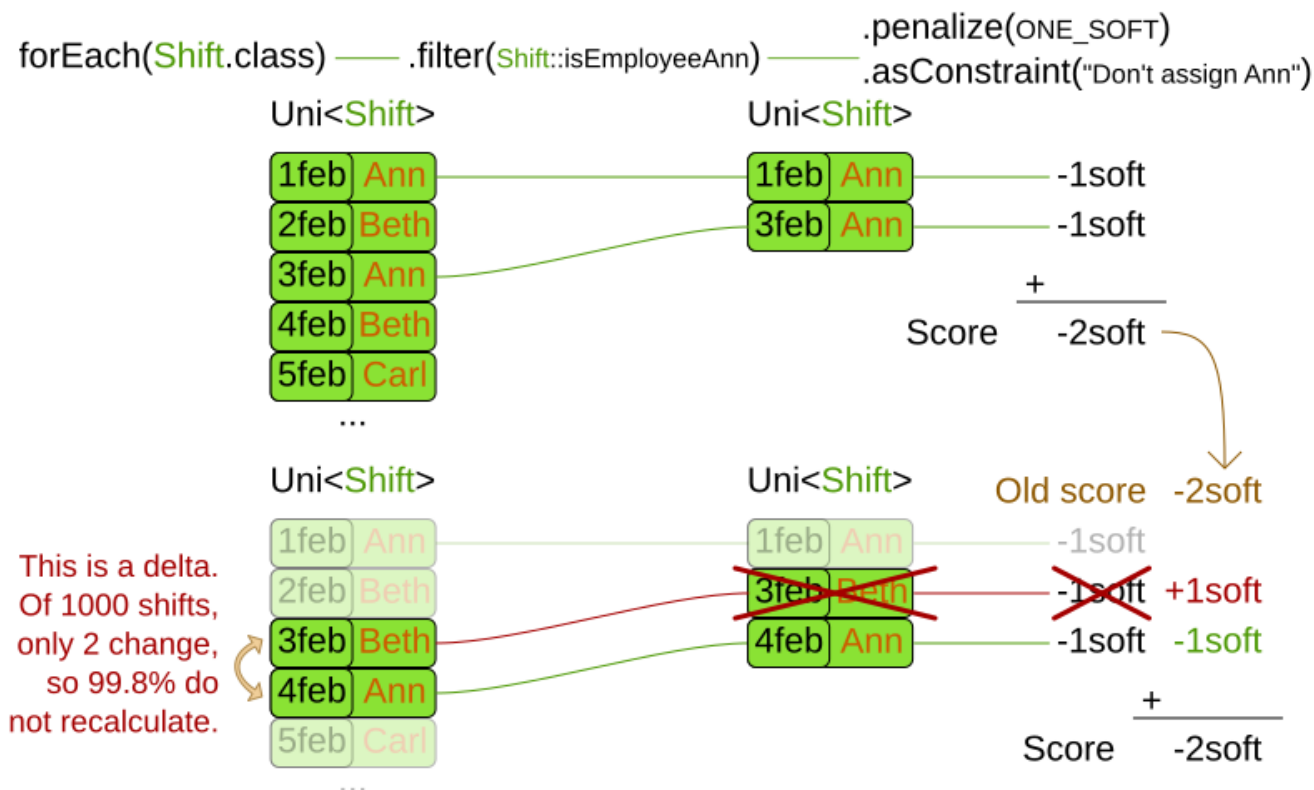 forEach(Shift.class) .filter(Shift::isEmployeeAnn) .penalize(ONE_SOFT)
.asConstraint("Don't assign Ann")
Uni<Shift> Uni<Shift>
1feb Ann 1feb Ann -1soft
2feb Beth 3feb Ann -1soft
3feb Ann +
4feb Beth Score -2soft
5feb Carl
...
Uni<Shift> Uni<Shift> Old score -2soft
1feb Ann 1feb Ann -1soft
2feb Beth 3feb Beth -1soft +1soft
3feb Beth 4feb Ann -1soft -1soft
4feb Ann +
5feb Carl Score -2soft
...
This is a delta.
Of 1000 shifts,
only 2 change,
so 99.8% do
not recalculate.